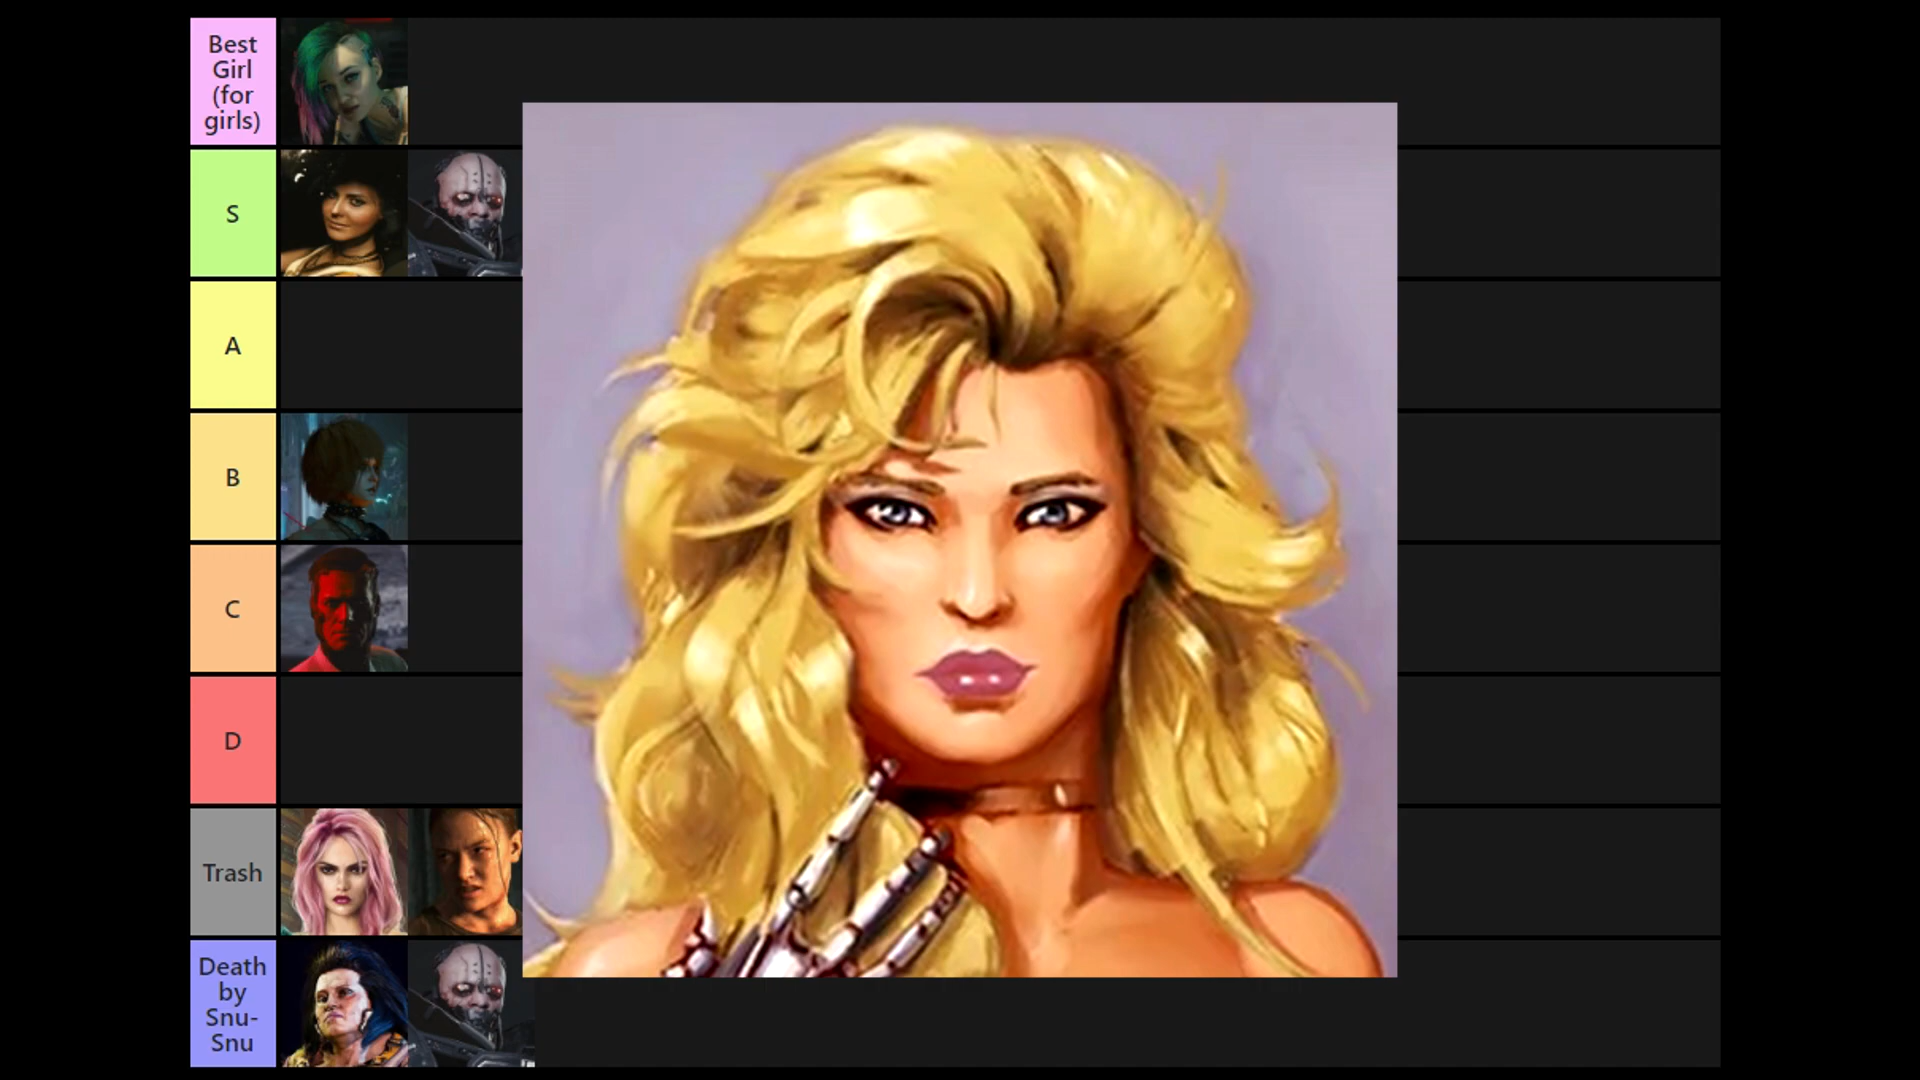 Best
Girl
(for
girls)
S
A
B
C
D
Trash
Death
by
Snu-
Snu